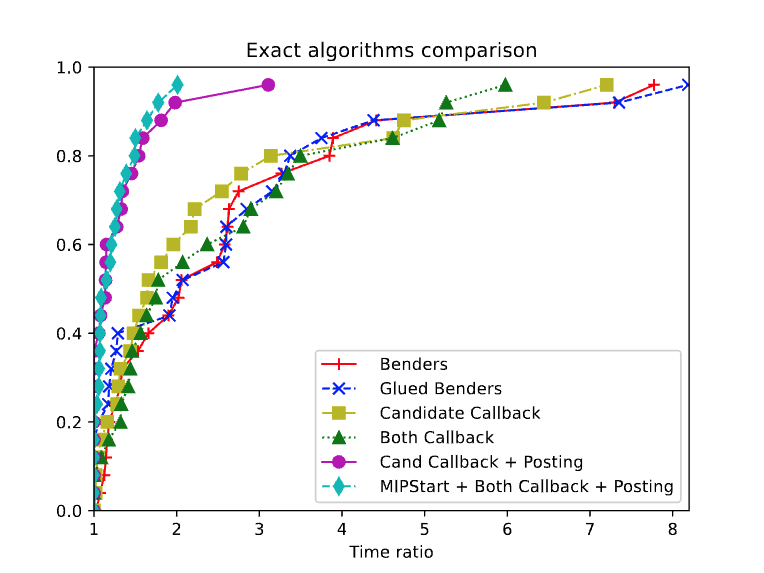 Exact algorithms comparison
1.0
0.8
0.6
0.4
0.2
0.0
Benders
Glued Benders
Candidate Callback
Both Callback
Cand Callback + Posting
MIPStart + Both Callback + Posting
1 2 3 4 5 6 7 8
Time ratio